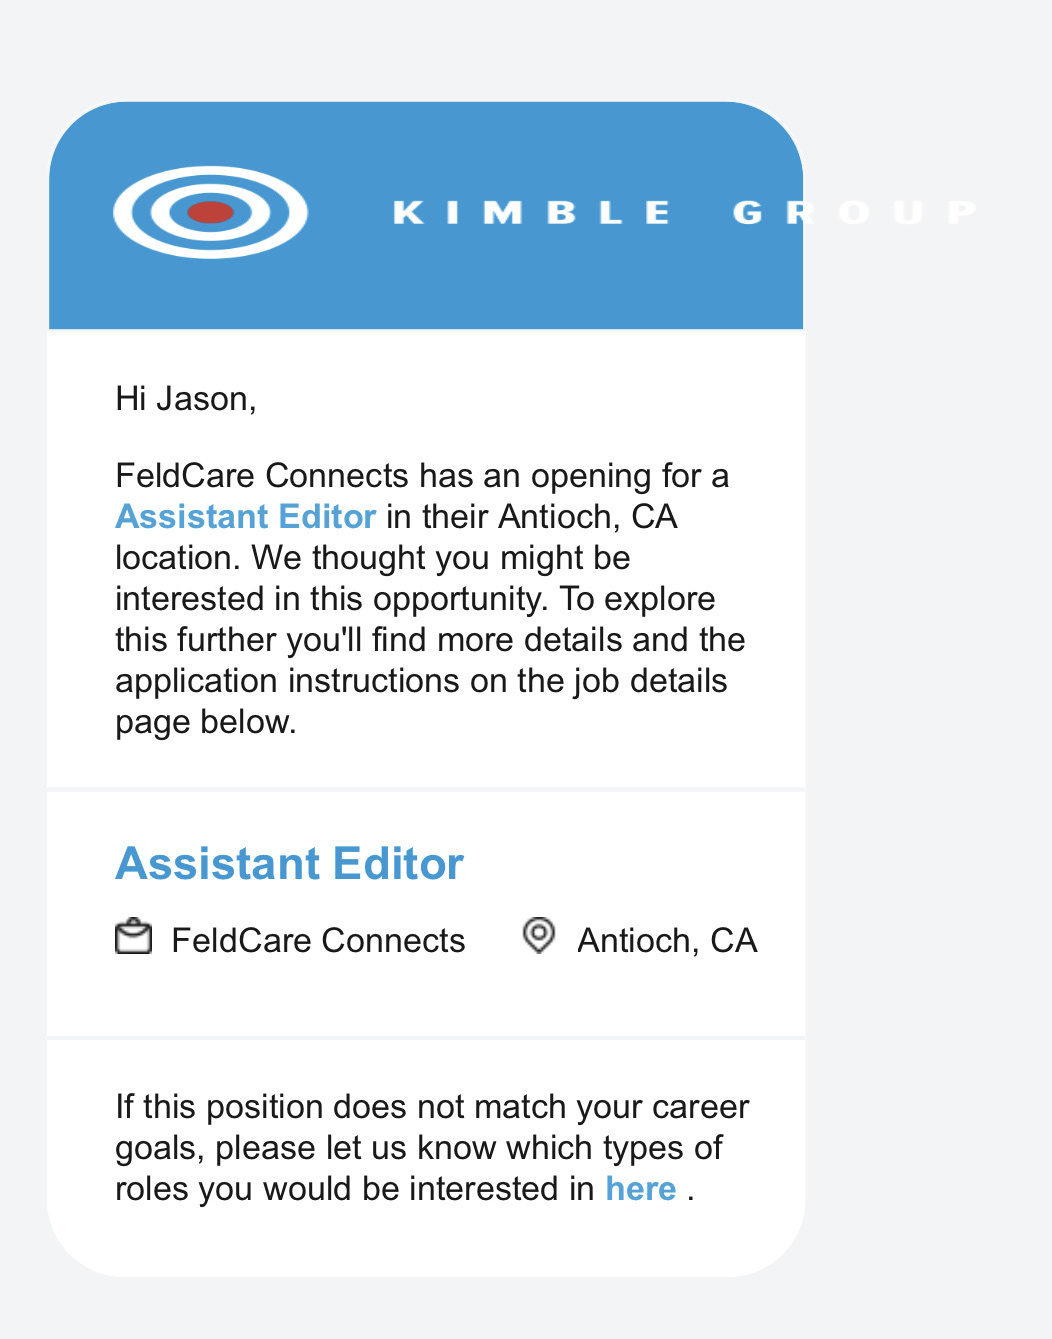 KIMBLE GROUP
Hi Jason,
FeldCare Connects has an opening for a
Assistant Editor in their Antioch, CA
location. We thought you might be
interested in this opportunity. To explore
this further you'll find more details and the
application instructions on the job details
page below.
Assistant Editor
FeldCare Connects Antioch, CA
If this position does not match your career
goals, please let us know which types of
roles you would be interested in here .